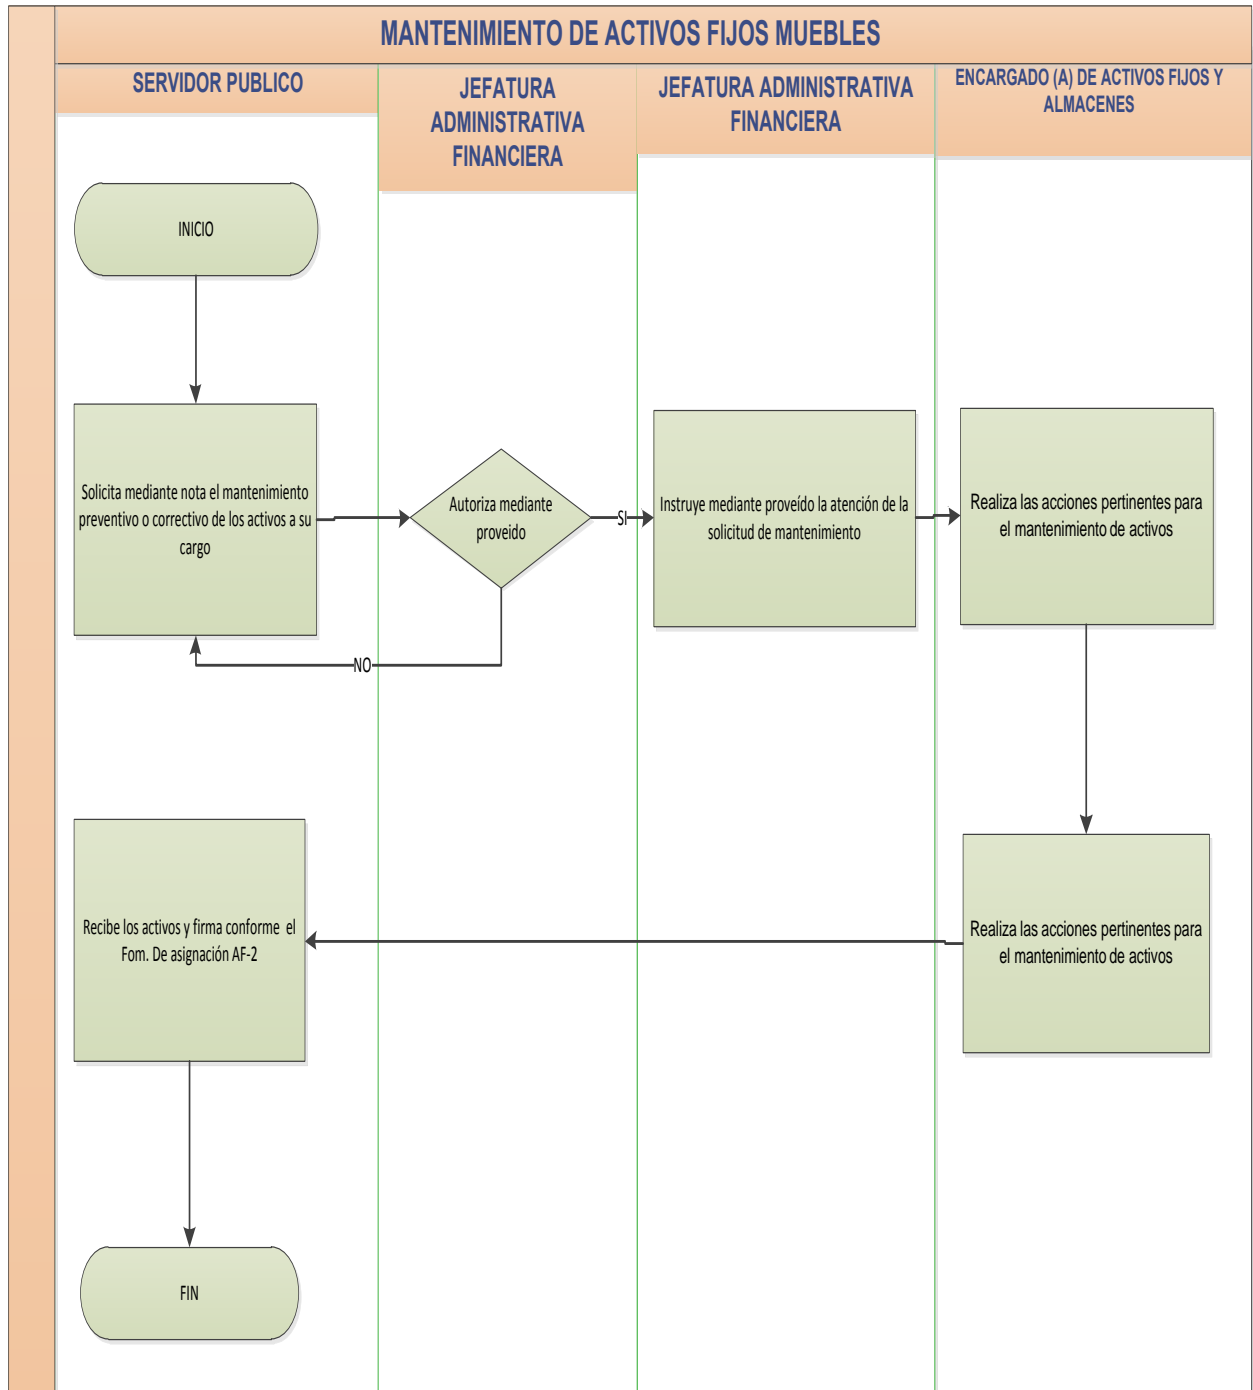 MANTENIMIENTO DE ACTIVOS FIJOS MUEBLES
SERVIDOR PUBLICO
JEFATURA
ADMINISTRATIVA
FINANCIERA
JEFATURA ADMINISTRATIVA
FINANCIERA
ENCARGADO (A) DE ACTIVOS FIJOS Y
ALMACENES
INICIO
Solicita mediante nota el mantenimiento
preventivo o correctivo de los activos a su
cargo
Autoriza mediante
proveido
SI
Instruye mediante proveído la atención de la
solicitud de mantenimiento
Realiza las acciones pertinentes para
el mantenimiento de activos
NO
Recibe los activos y firma conforme el
Fom. De asignación AF-2
Realiza las acciones pertinentes para
el mantenimiento de activos
FIN